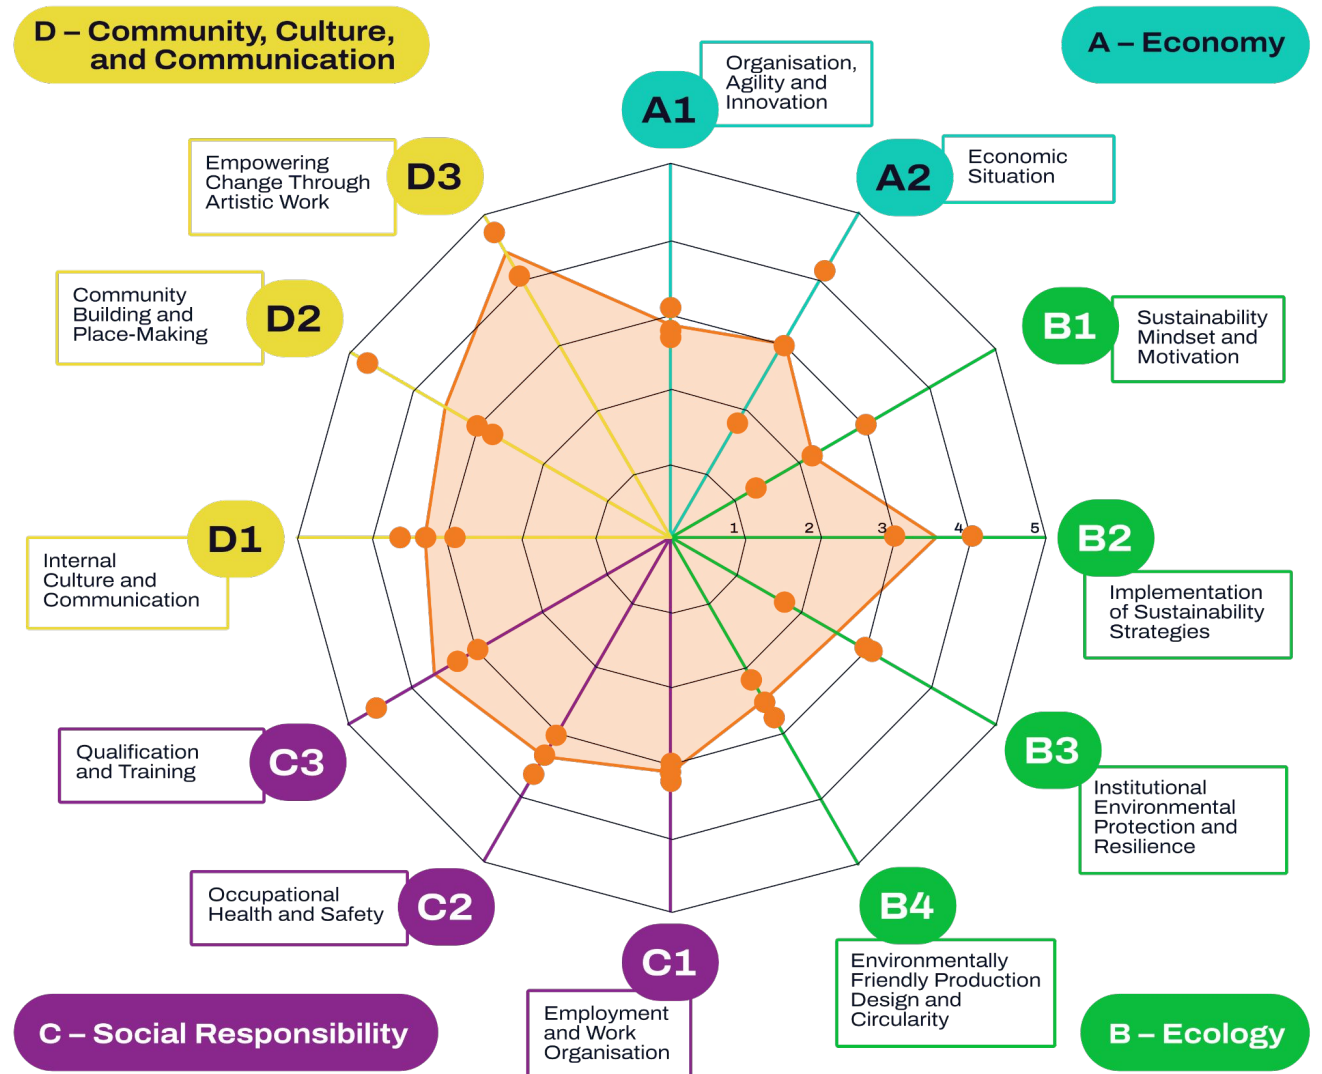 D – Community, Culture,
and Communication
A – Economy
A1
Organisation,
Agility and
Innovation
A2
Economic
Situation
B1
Sustainability
Mindset and
Motivation
1
2
3
4
5
B2
Implementation
of Sustainability
Strategies
B3
Institutional
Environmental
Protection and
Resilience
B4
Environmentally
Friendly Production
Design and
Circularity
C1
Employment
and Work
Organisation
C2
Occupational
Health and Safety
C3
Qualification
and Training
D1
Internal
Culture and
Communication
D2
Community
Building and
Place-Making
D3
Empowering
Change Through
Artistic Work
C – Social Responsibility
B – Ecology